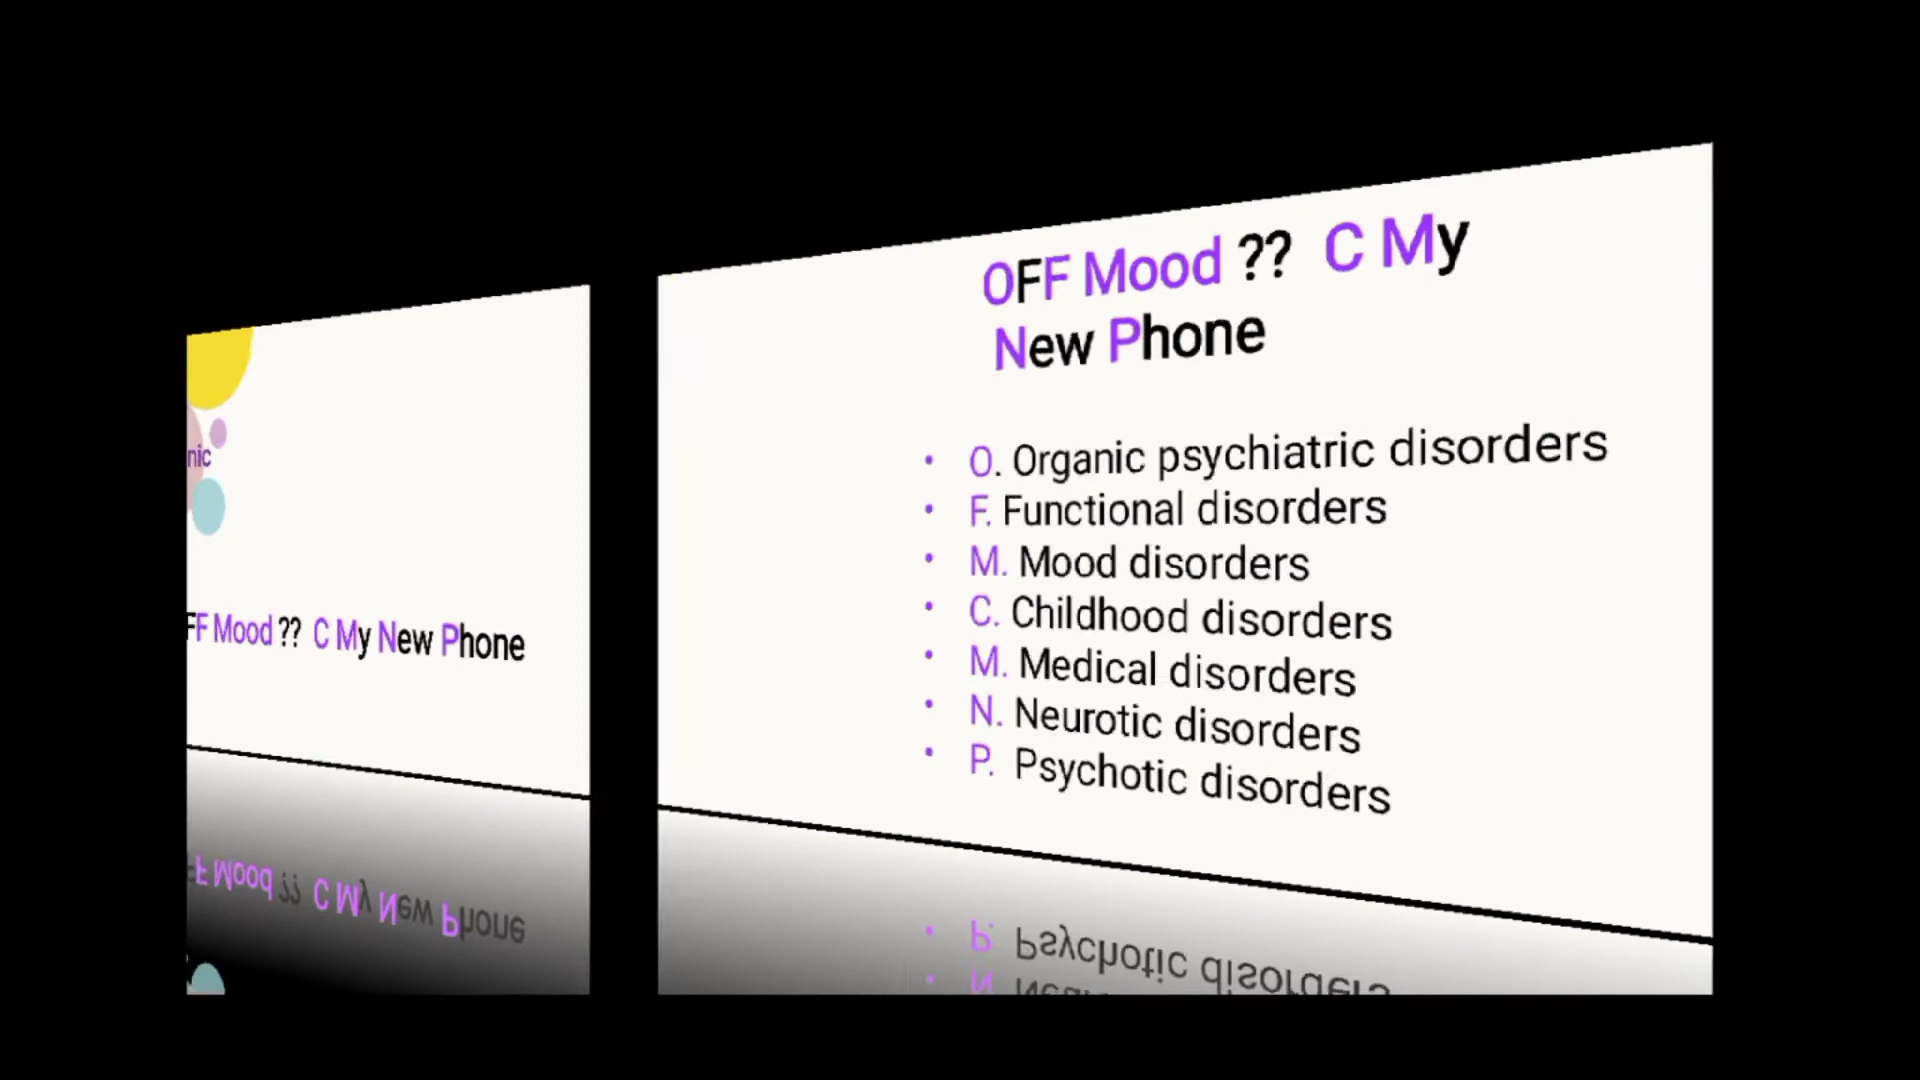 nic
FF Mood ?? C My New Phone
OFF Mood ?? C My
New Phone
• O. Organic psychiatric disorders
• F. Functional disorders
• M. Mood disorders
• C. Childhood disorders
• M. Medical disorders
• N. Neurotic disorders
• P. Psychotic disorders